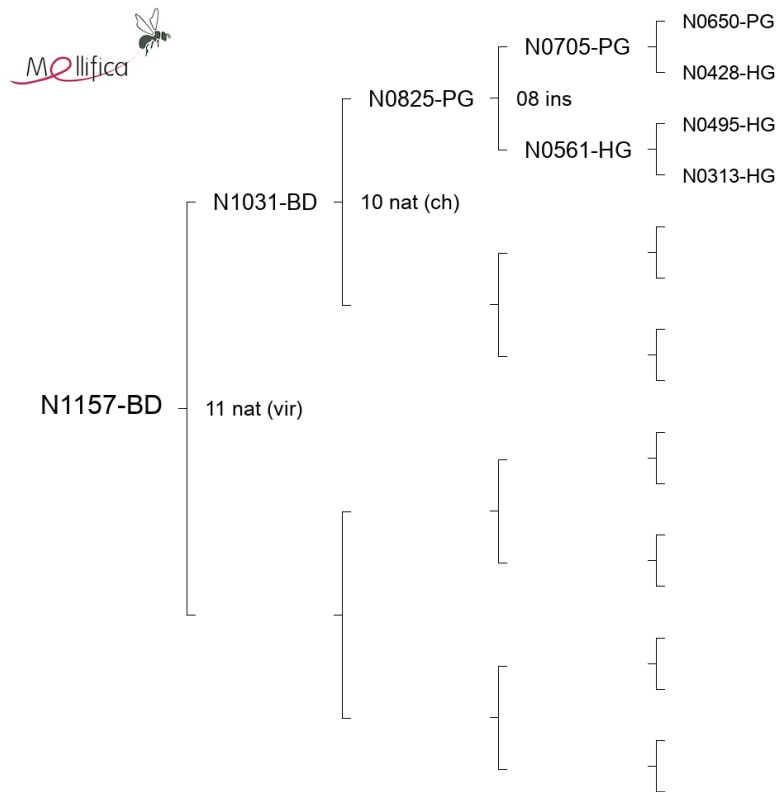 Mellifica
N0650-PG
N0705-PG
N0428-HG
N0825-PG
08 ins
N0495-HG
N0561-HG
N0313-HG
N1031-BD
10 nat (ch)
N1157-BD
11 nat (vir)